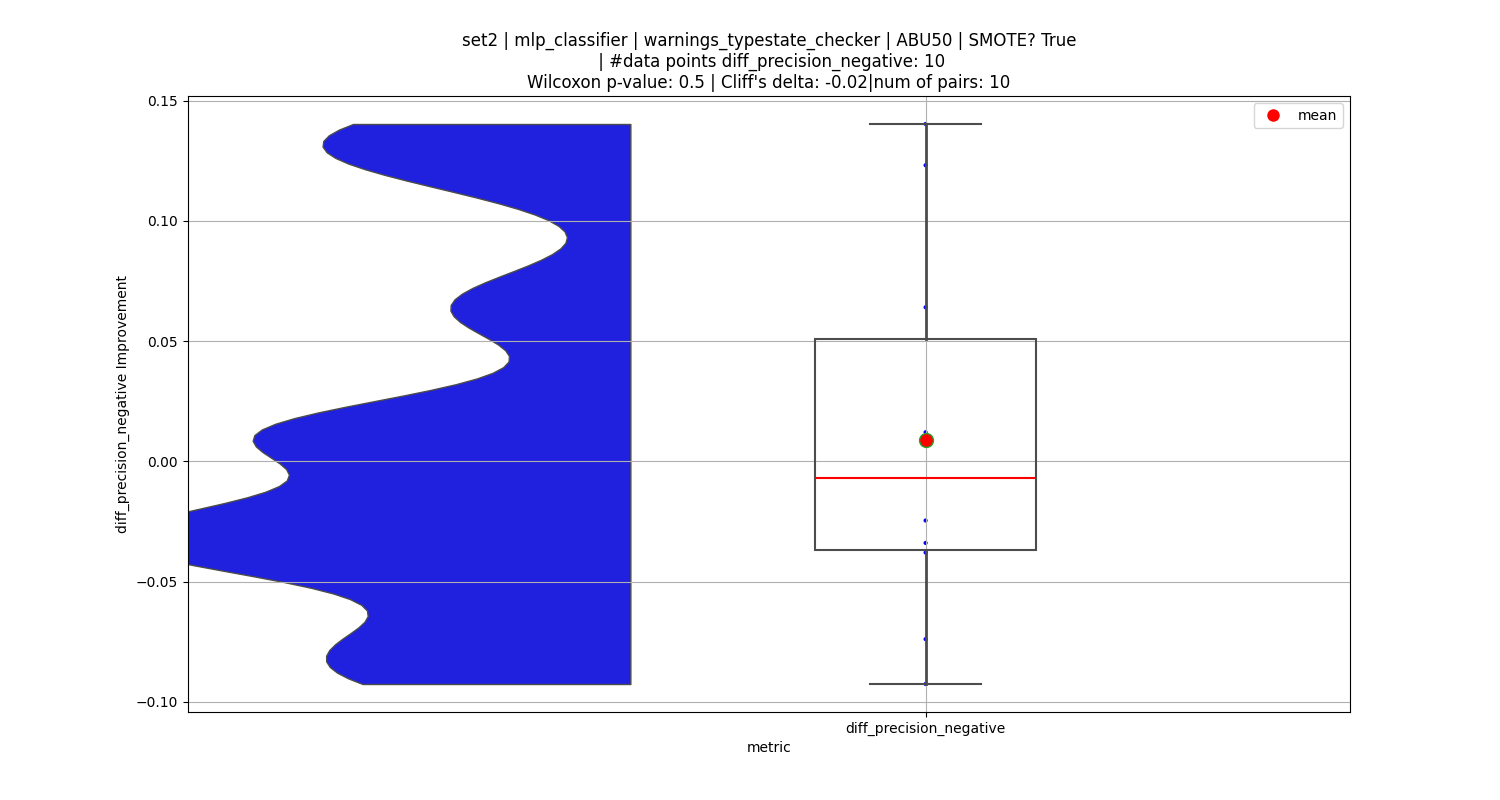 set2 | mlp_classifier | warnings_typestate_checker | ABU50 | SMOTE? True
| #data points diff_precision_negative: 10
Wilcoxon p-value: 0.5 | Cliff's delta: -0.02|num of pairs: 10
mean
0.15
0.10
0.05
0.00
−0.05
−0.10
diff_precision_negative Improvement
diff_precision_negative
metric